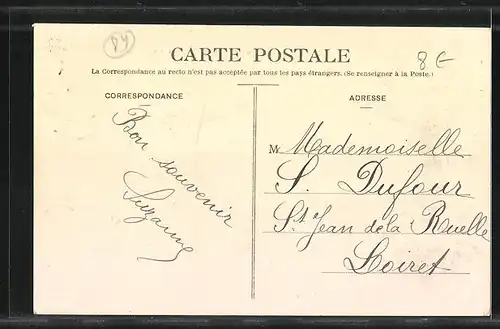 84
8€
CARTE POSTALE
La Correspondance au recto n'est pas acceptée par tous les pays étrangers. (Se renseigner à la Poste.)
CORRESPONDANCE
Bon souvenir
Suzanne
ADRESSE
M Mademoiselle
S. Dufour
St Jean de la Ruelle
Loiret